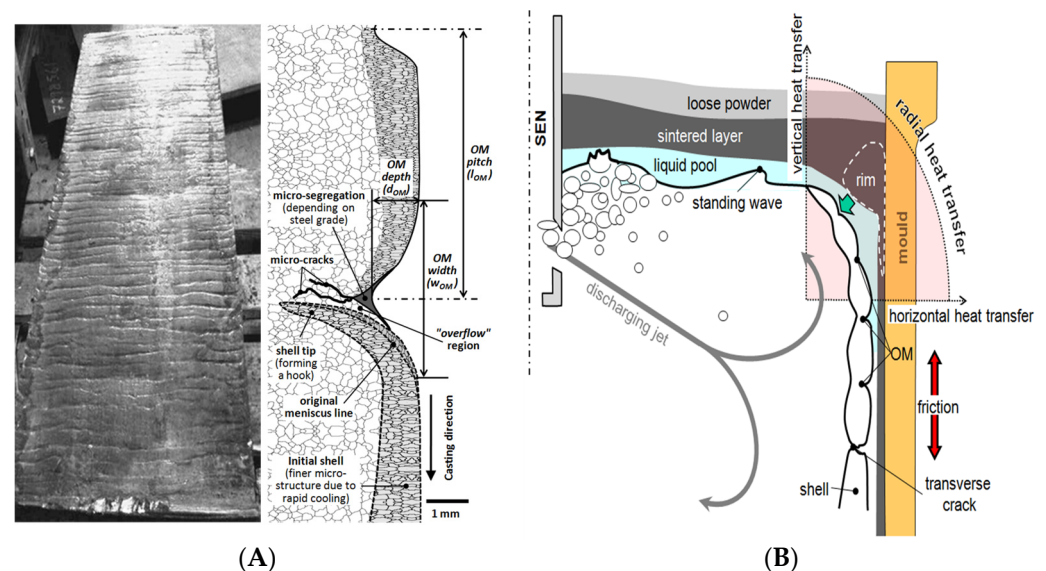 OM
pitch
(lOM)
OM
depth
(dOM)
micro-segregation
(depending on
steel grade)
OM
width
(wOM)
micro-cracks
"overflow"
region
shell tip
(forming
a hook)
original
meniscus line
Casting direction
Initial shell
(finer micro-
structure due to
rapid cooling)
1 mm
(A)
SEN
loose powder
sintered layer
liquid pool
standing wave
vertical heat transfer
radial heat transfer
rim
mould
discharging jet
horizontal heat transfer
OM
friction
shell
transverse
crack
(B)